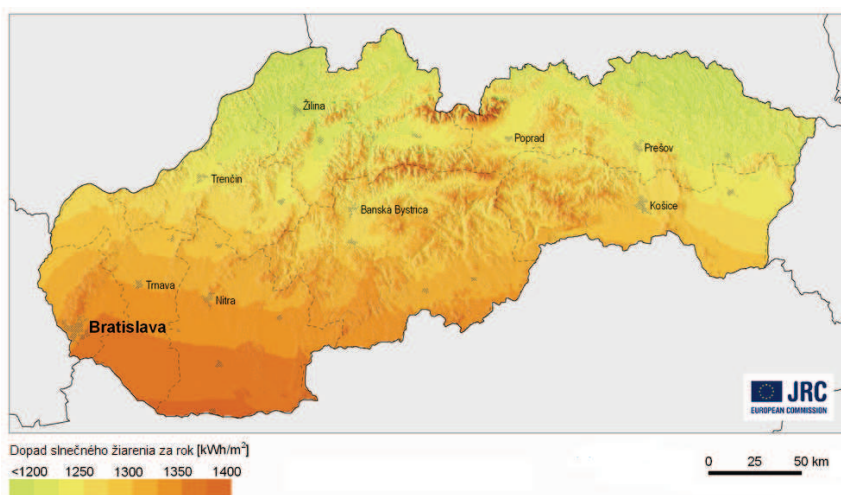 Žilina
Poprad
Prešov
Trenčín
Banská Bystrica
Košice
Trnava
Nitra
Bratislava
JRC
EUROPEAN COMMISSION
Dopad slnečného žiarenia za rok [kWh/m²]
<1200 1250 1300 1350 1400
0 25 50 km